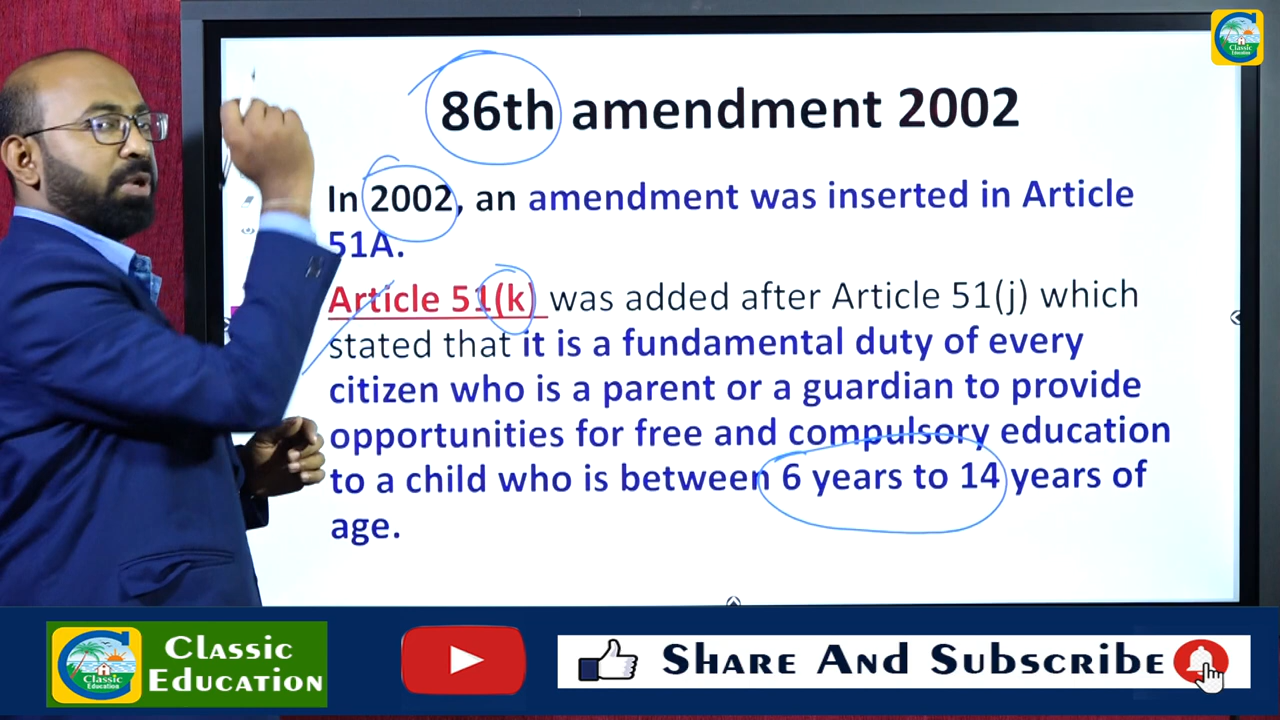 Classic
Education
86th amendment 2002
In 2002, an amendment was inserted in Article
51A.
Article 51(k) was added after Article 51(j) which
stated that it is a fundamental duty of every
citizen who is a parent or a guardian to provide
opportunities for free and compulsory education
to a child who is between 6 years to 14 years of
age.
Classic
Education
Classic
Education
Share And Subscribe